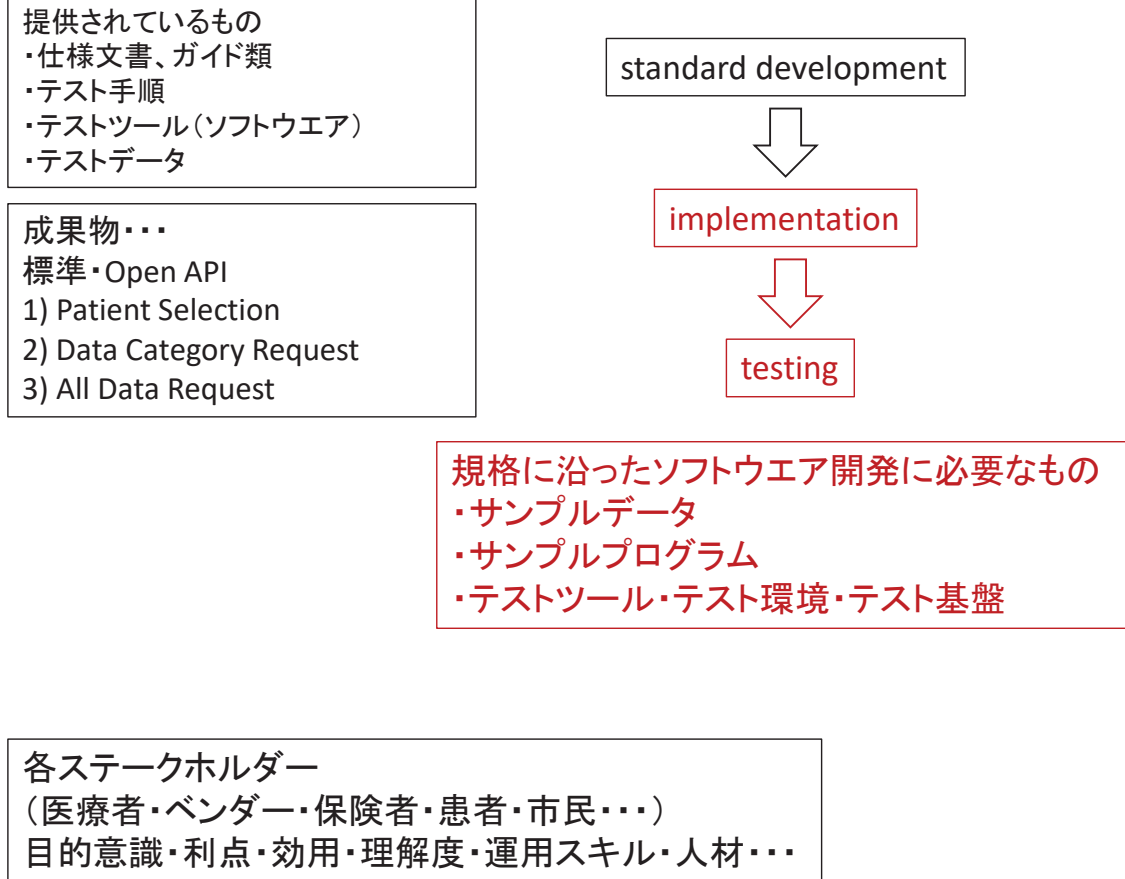 提供されているもの
・仕様文書、ガイド類
・テスト手順
・テストツール(ソフトウエア)
・テストデータ
成果物・・・
標準・Open API
1) Patient Selection
2) Data Category Request
3) All Data Request
standard development
implementation
testing
規格に沿ったソフトウエア開発に必要なもの
・サンプルデータ
・サンプルプログラム
・テストツール・テスト環境・テスト基盤
各ステークホルダー
(医療者・ベンダー・保険者・患者・市民・・・)
目的意識・利点・効用・理解度・運用スキル・人材・・・